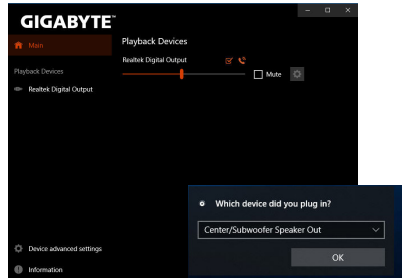 GIGABYTE™
Main
Playback Devices
Realtek Digital Output
Playback Devices
Realtek Digital Output
Mute
Which device did you plug in?
Center/Subwoofer Speaker Out
OK
Device advanced settings
Information